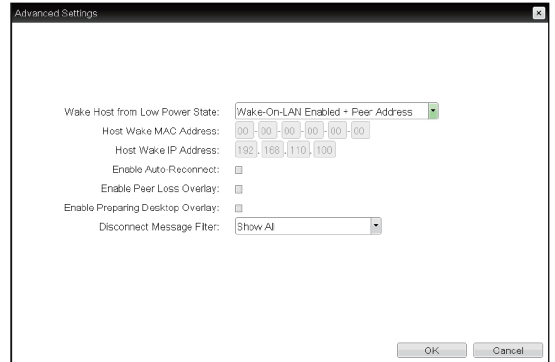 Advanced Settings
Wake Host from Low Power State: Wake-On-LAN Enabled + Peer Address
Host Wake MAC Address: 00 - 00 - 00 - 00 - 00 - 00
Host Wake IP Address: 192 . 168 . 110 . 100
Enable Auto-Reconnect:
Enable Peer Loss Overlay:
Enable Preparing Desktop Overlay:
Disconnect Message Filter: Show All
OK Cancel